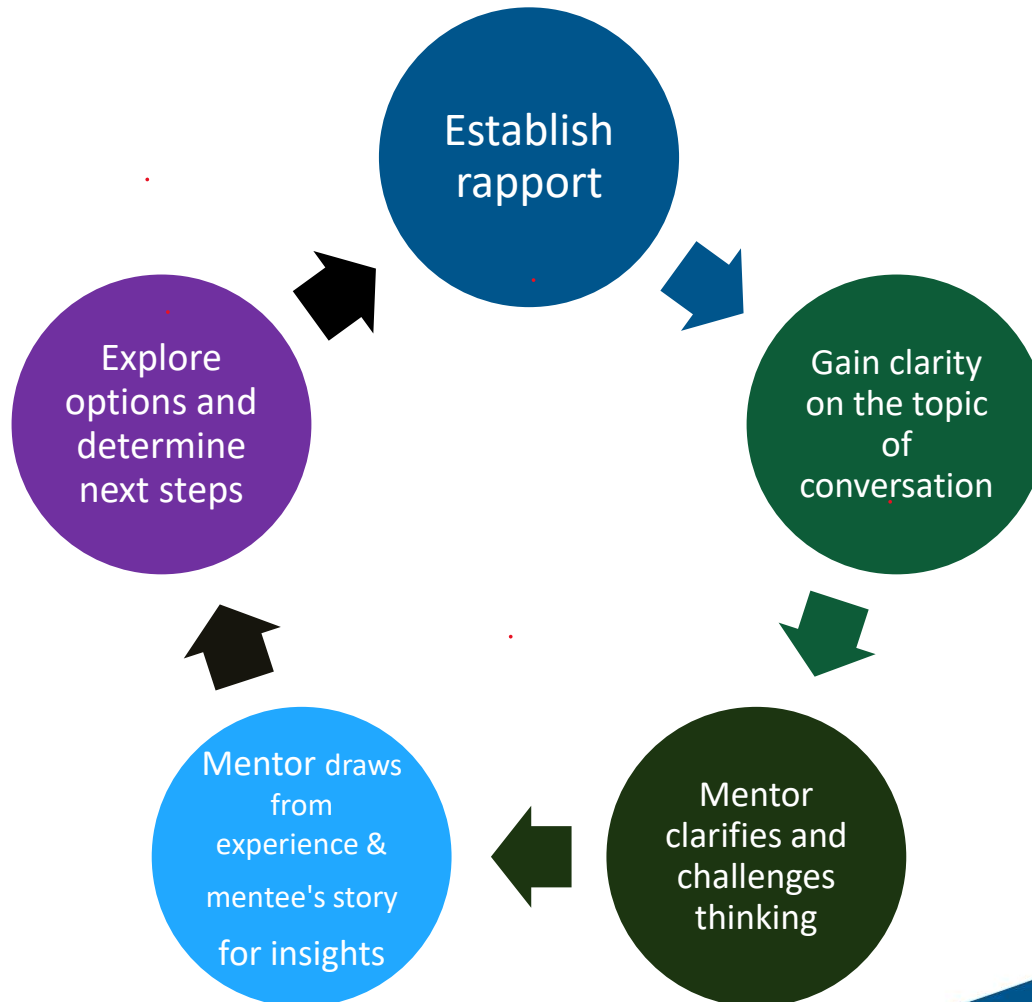 Establish
rapport
Gain clarity
on the topic
of
conversation
Mentor
clarifies and
challenges
thinking
Mentor draws
from
experience &
mentee's story
for insights
Explore
options and
determine
next steps